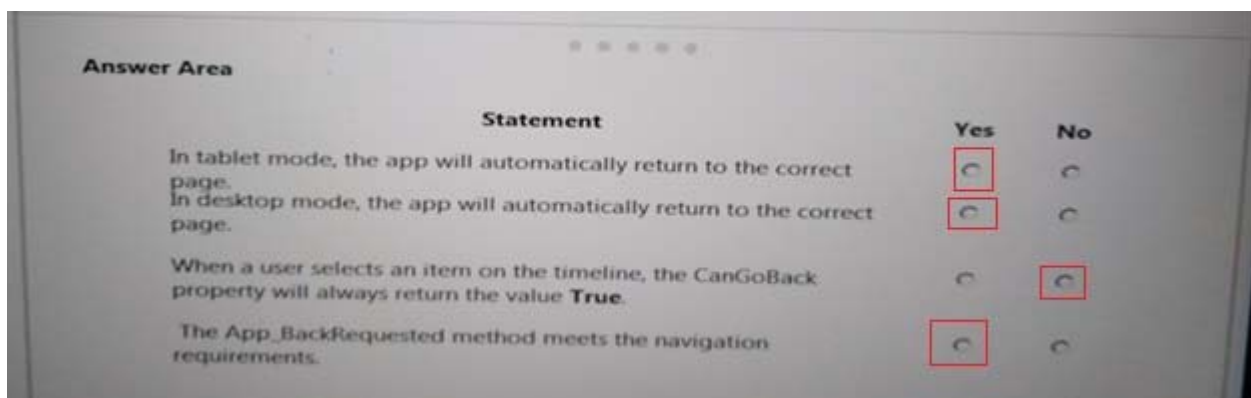 Answer Area
Statement
Yes No
In tablet mode, the app will automatically return to the correct
page.
In desktop mode, the app will automatically return to the correct
page.
When a user selects an item on the timeline, the CanGoBack
property will always return the value True.
The App_BackRequested method meets the navigation
requirements.